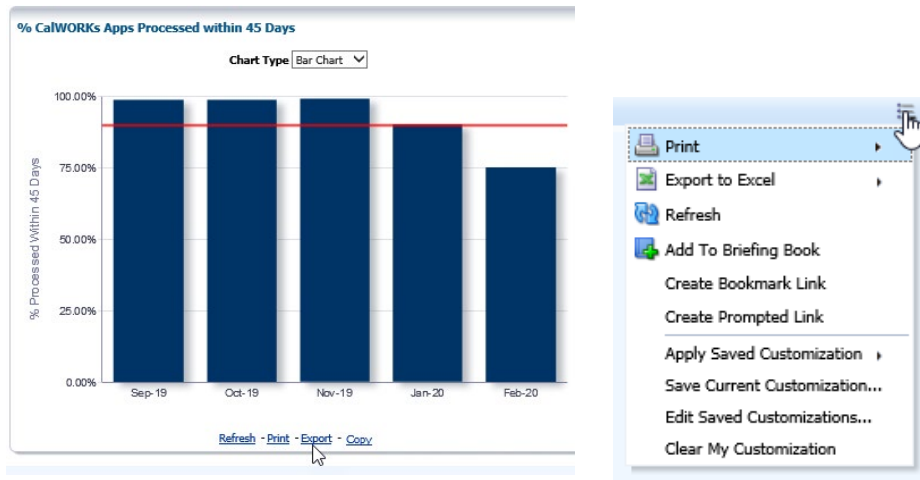 % CalWORKs Apps Processed within 45 Days
Chart Type Bar Chart
100.00%
75.00%
50.00%
25.00%
0.00%
% Processed Within 45 Days
Sep-19 Oct-19 Nov-19 Jan-20 Feb-20
Refresh - Print - Export - Copy
Print
Export to Excel
Refresh
Add To Briefing Book
Create Bookmark Link
Create Prompted Link
Apply Saved Customization
Save Current Customization...
Edit Saved Customizations...
Clear My Customization